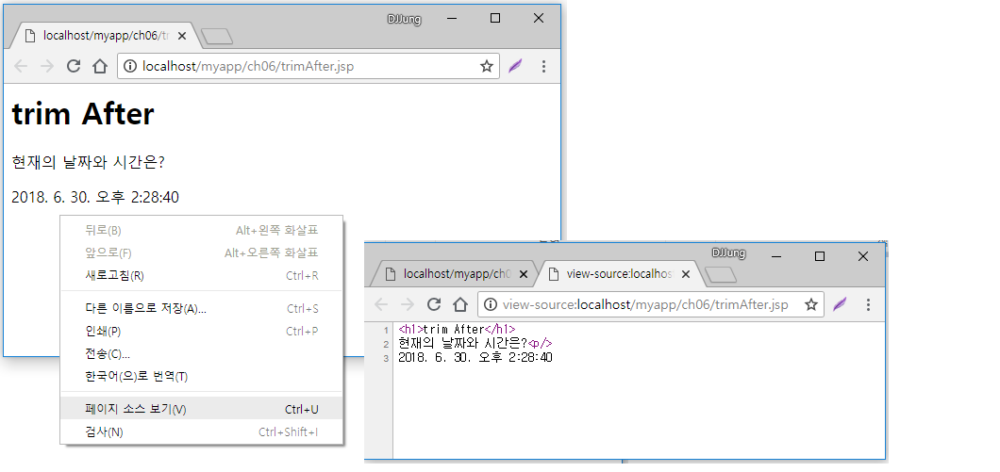 DJJung
localhost/myapp/ch06/tr
localhost/myapp/ch06/trimAfter.jsp
trim After
현재의 날짜와 시간은?
2018. 6. 30. 오후 2:28:40
뒤로(B) Alt+왼쪽 화살표
앞으로(F) Alt+오른쪽 화살표
새로고침(R) Ctrl+R
다른 이름으로 저장(A)... Ctrl+S
인쇄(P) Ctrl+P
전송(C)...
한국어(으)로 번역(T)
페이지 소스 보기(V) Ctrl+U
검사(N) Ctrl+Shift+I
DJJung
localhost/myapp/ch0
view-source:localhos
view-source:localhost/myapp/ch06/trimAfter.jsp
1 <h1>trim After</h1>
2 현재의 날짜와 시간은?<p/>
3 2018. 6. 30. 오후 2:28:40